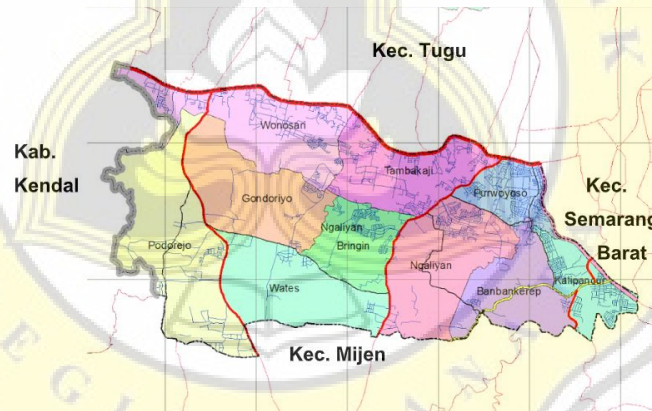 Kec. Tugu
Kab.
Kendal
Wonosari
Tambakaji
Purwoyoso
Kec.
Semarang
Barat
Gondoriyo
Ngaliyan
Bringin
Podorejo
Ngaliyan
Wates
Banbankerep
Kalipancur
Kec. Mijen